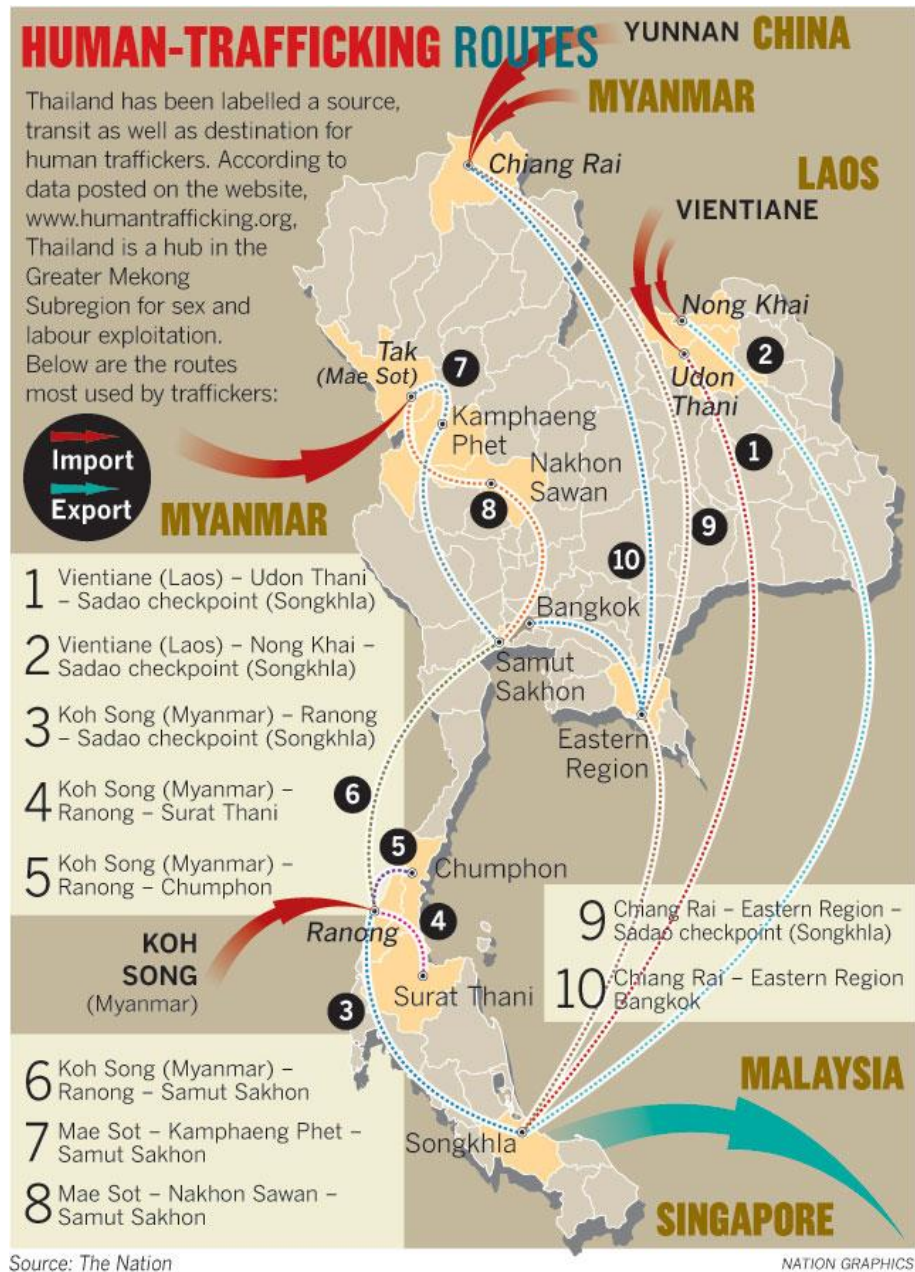 HUMAN-TRAFFICKING ROUTES
Thailand has been labelled a source,
transit as well as destination for
human traffickers. According to
data posted on the website,
www.humantrafficking.org,
Thailand is a hub in the
Greater Mekong
Subregion for sex and
labour exploitation.
Below are the routes
most used by traffickers:
Import
Export
YUNNAN CHINA
MYANMAR
Chiang Rai
LAOS
VIENTIANE
Nong Khai
2
Udon
Thani
1
Tak
(Mae Sot)
7
Kamphaeng
Phet
Nakhon
Sawan
8
MYANMAR
9
10
Bangkok
Samut
Sakhon
Eastern
Region
1 Vientiane (Laos) – Udon Thani
– Sadao checkpoint (Songkhla)
2 Vientiane (Laos) – Nong Khai –
Sadao checkpoint (Songkhla)
3 Koh Song (Myanmar) – Ranong
– Sadao checkpoint (Songkhla)
4 Koh Song (Myanmar) –
Ranong – Surat Thani
5 Koh Song (Myanmar) –
Ranong – Chumphon
6
5
Chumphon
4
Ranong
KOH
SONG
(Myanmar)
Surat Thani
3
9 Chiang Rai – Eastern Region –
Sadao checkpoint (Songkhla)
10 Chiang Rai – Eastern Region
Bangkok
6 Koh Song (Myanmar) –
Ranong – Samut Sakhon
7 Mae Sot – Kamphaeng Phet –
Samut Sakhon
8 Mae Sot – Nakhon Sawan –
Samut Sakhon
Songkhla
MALAYSIA
SINGAPORE
Source: The Nation
NATION GRAPHICS